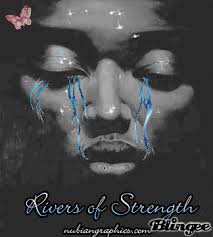 Rivers of Strength
nubiangraphics.com
Blingee